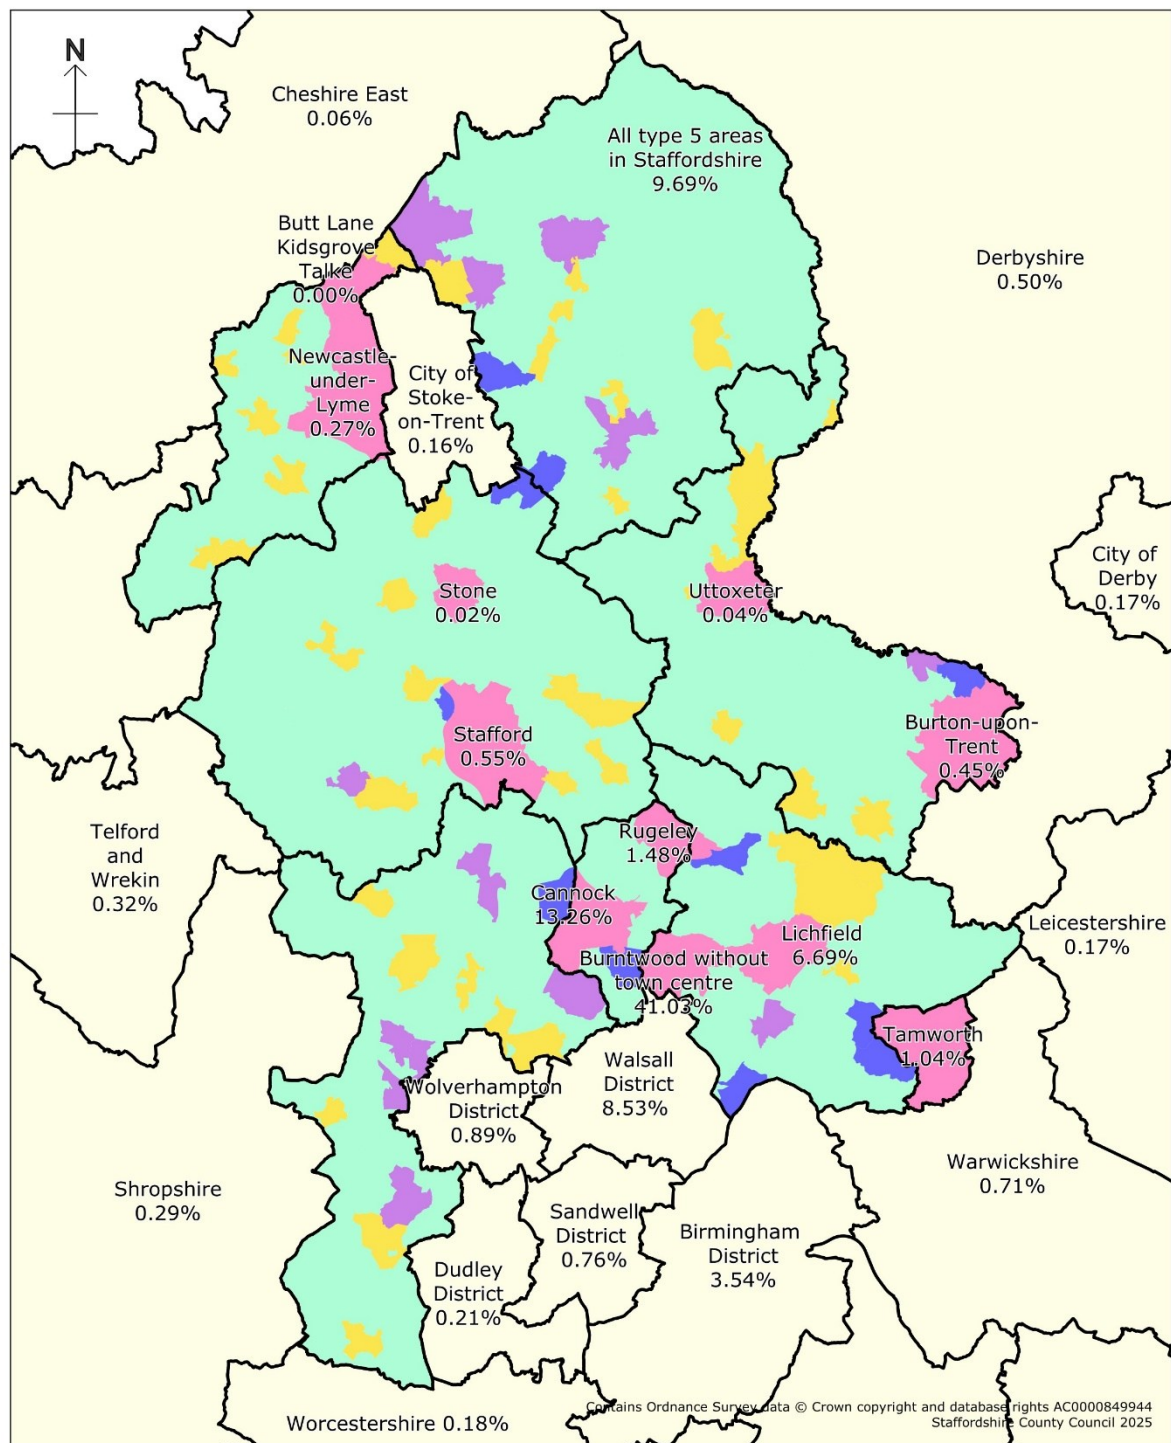 N
Cheshire East
0.06%
All type 5 areas
in Staffordshire
9.69%
Butt Lane
Kidsgrove
Talke
0.00%
Derbyshire
0.50%
Newcastle-
under-
Lyme
0.27%
City of
Stoke-
on-Trent
0.16%
City of
Derby
0.17%
Stone
0.02%
Uttoxeter
0.04%
Stafford
0.55%
Burton-upon-
Trent
0.45%
Telford
and
Wrekin
0.32%
Rugeley
1.48%
Cannock
13.26%
Lichfield
6.69%
Leicestershire
0.17%
Burntwood without
town centre
41.03%
Tamworth
1.04%
Wolverhampton
District
0.89%
Walsall
District
8.53%
Warwickshire
0.71%
Shropshire
0.29%
Sandwell
District
0.76%
Birmingham
District
3.54%
Dudley
District
0.21%
Worcestershire 0.18%
Contains Ordnance Survey data © Crown copyright and database rights AC0000849944
Staffordshire County Council 2025